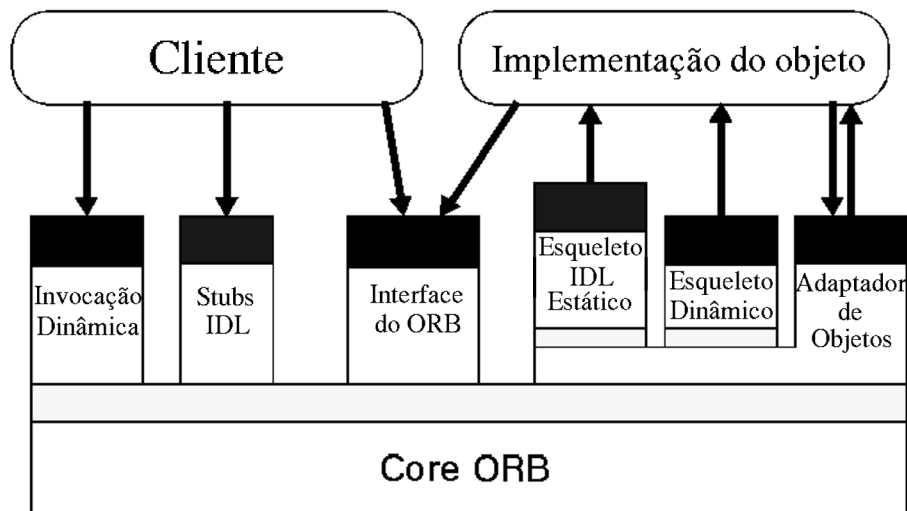 Cliente
Implementação do objeto
Invocação
Dinâmica
Stubs
IDL
Interface
do ORB
Esqueleto
IDL
Estático
Esqueleto
Dinâmico
Adaptador
de
Objetos
Core ORB